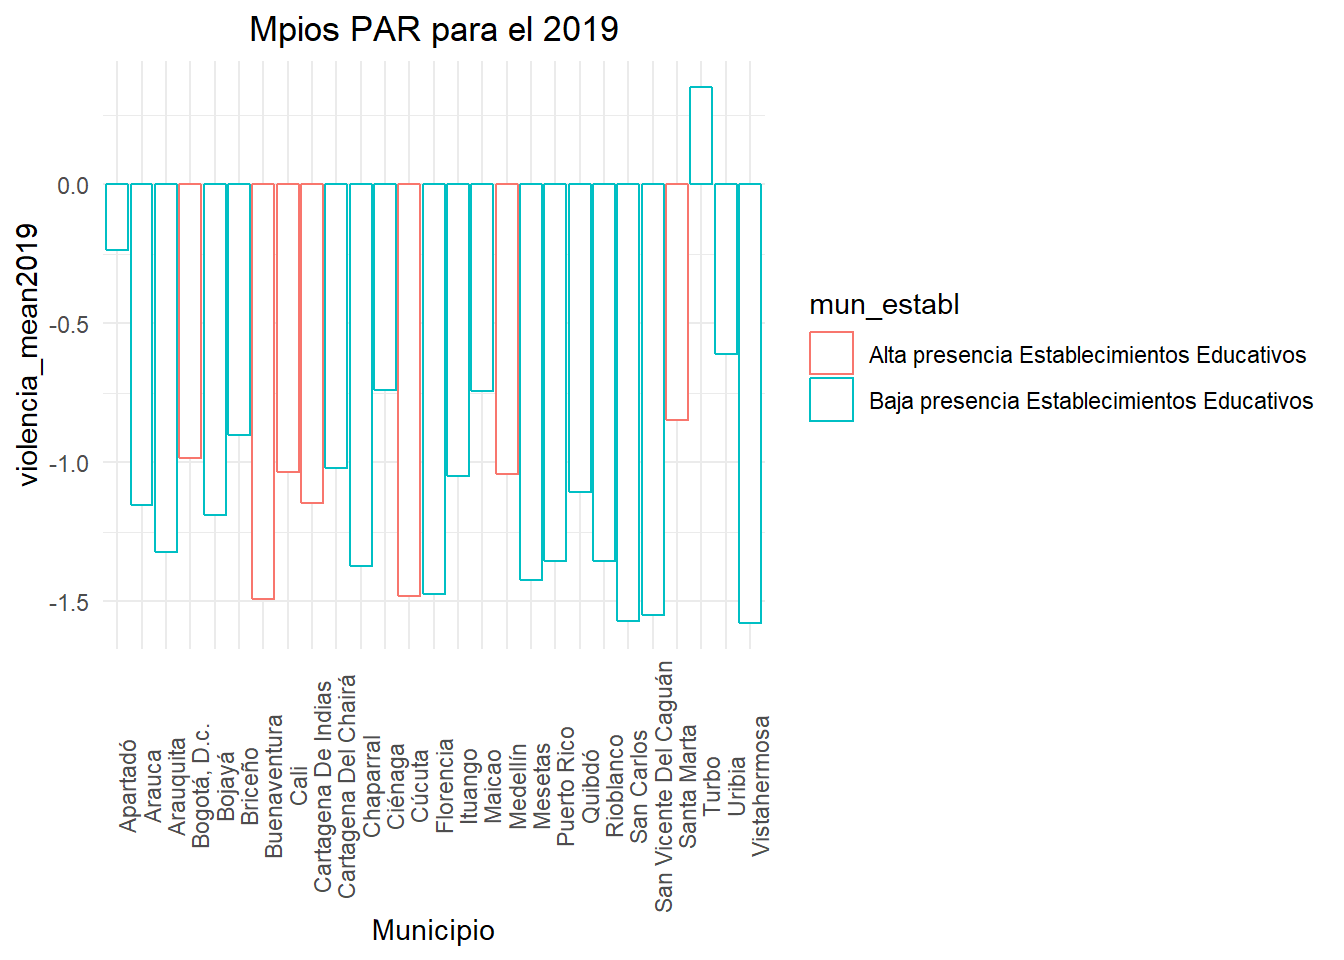 Mpios PAR para el 2019
violencia_mean2019
0.0
-0.5
-1.0
-1.5
Apartadó
Arauca
Arauquita
Bogotá, D.c.
Bojayá
Briceño
Buenaventura
Cali
Cartagena De Indias
Cartagena Del Chairá
Chaparral
Ciénaga
Cúcuta
Florencia
Ituango
Maicao
Medellín
Mesetas
Puerto Rico
Quibdó
Rioblanco
San Carlos
San Vicente Del Caguán
Santa Marta
Turbo
Uribia
Vistahermosa
Municipio
mun_establ
Alta presencia Establecimientos Educativos
Baja presencia Establecimientos Educativos